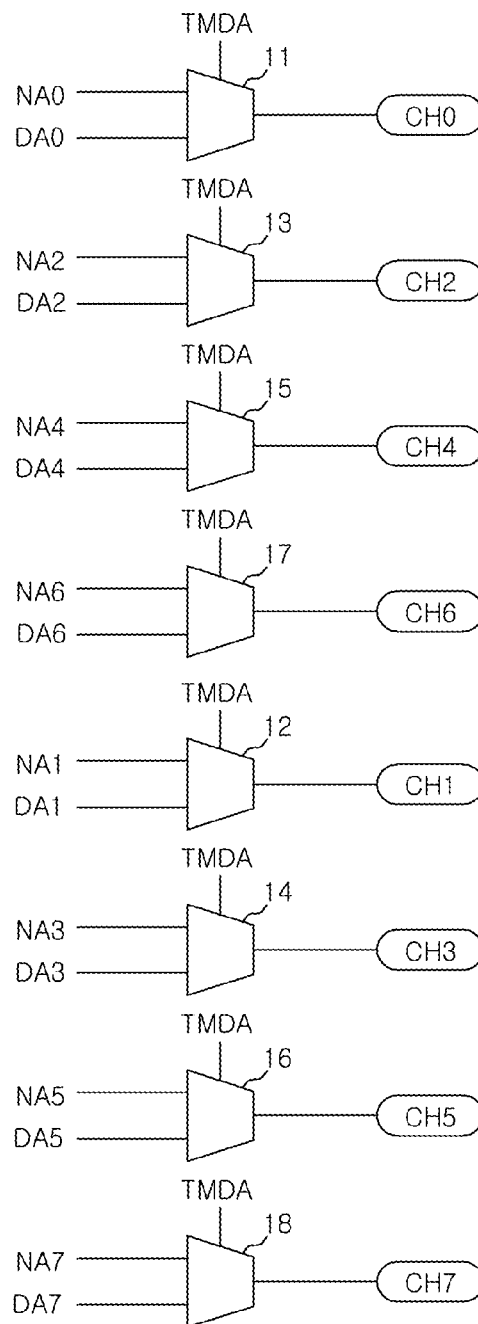 TMDA
11
NA0
DA0
CH0
TMDA
13
NA2
DA2
CH2
TMDA
15
NA4
DA4
CH4
TMDA
17
NA6
DA6
CH6
TMDA
12
NA1
DA1
CH1
TMDA
14
NA3
DA3
CH3
TMDA
16
NA5
DA5
CH5
TMDA
18
NA7
DA7
CH7